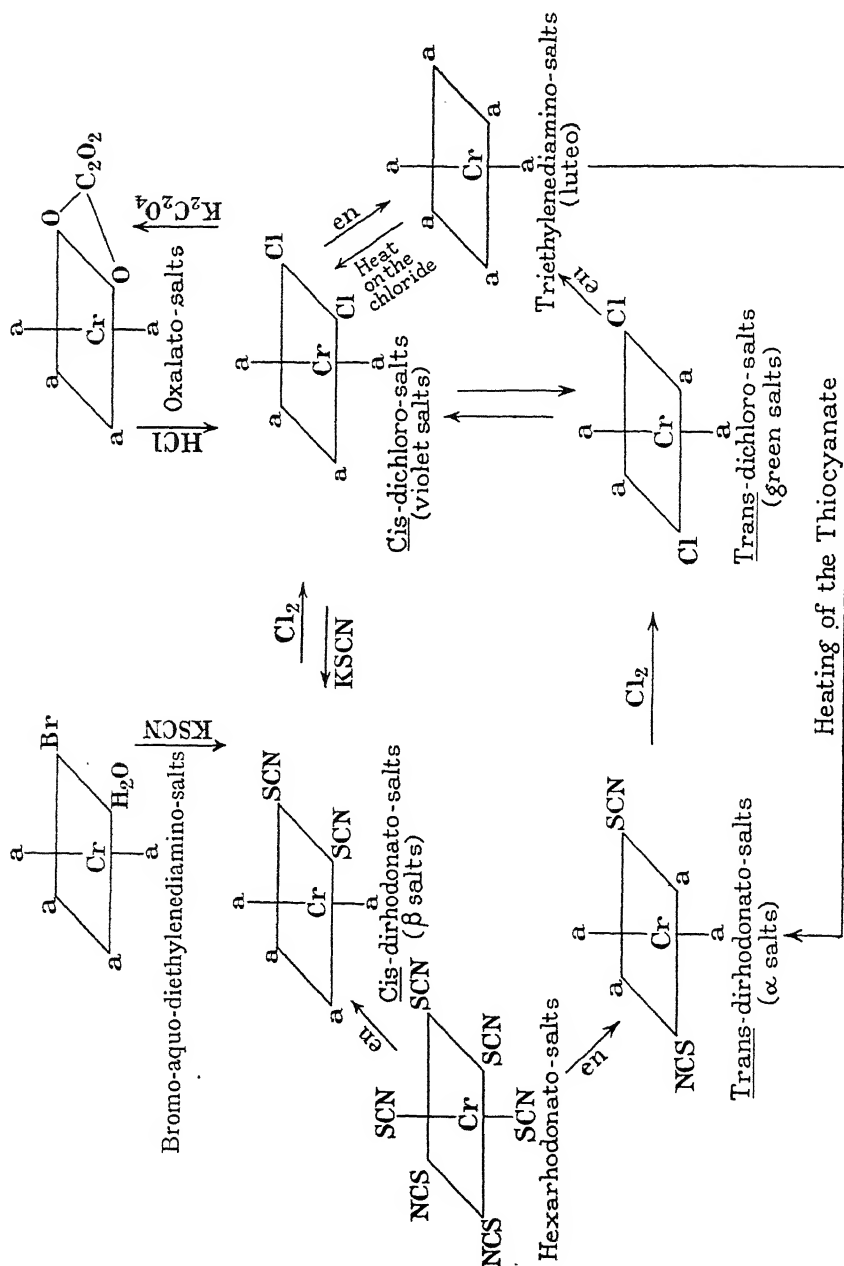 a
Br
a
Cr
H₂O
a
a
Bromo-aquo-diethylenediamino-salts
KSCN
a
O
C₂O₂
a
Cr
O
a
a
Oxalato-salts
HCl
K₂C₂O₄
a
SCN
a
Cr
SCN
a
a
Cis-dirhodonato-salts
(β salts)
Cl₂
KSCN
a
Cl
a
Cr
Cl
a
a
Cis-dichloro-salts
(violet salts)
en
Heat
on the
chloride
a
a
a
Cr
a
a
a
Triethylenediamino-salts
(luteo)
SCN
SCN
NCS
Cr
SCN
NCS
SCN
Hexarhodonato-salts
en
en
a
SCN
a
Cr
a
NCS
a
Trans-dirhodonato-salts
(α salts)
Cl₂
a
Cl
a
Cr
a
Cl
a
Trans-dichloro-salts
(green salts)
en
Heating of the Thiocyanate